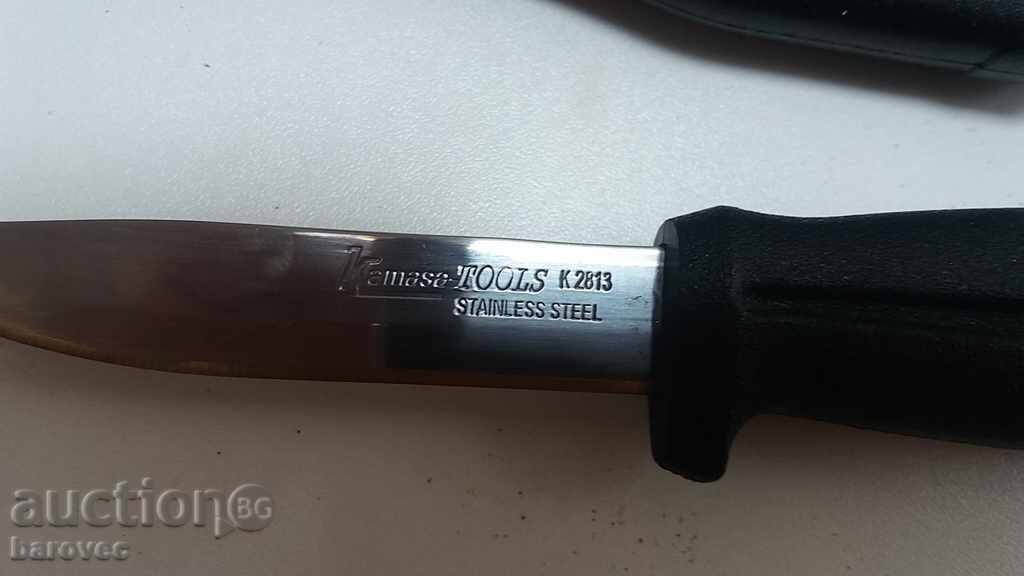 Kamasa TOOLS K 2813
STAINLESS STEEL
auction BG
barovec